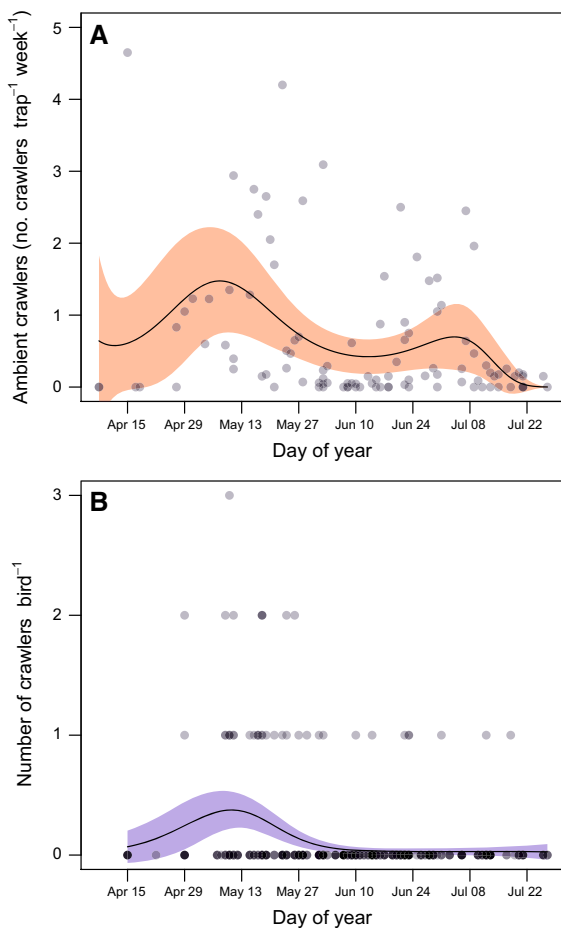 A
Ambient crawlers (no. crawlers trap⁻¹ week⁻¹)
5
4
3
2
1
0
Apr 15 Apr 29 May 13 May 27 Jun 10 Jun 24 Jul 08 Jul 22
Day of year
B
Number of crawlers bird⁻¹
3
2
1
0
Apr 15 Apr 29 May 13 May 27 Jun 10 Jun 24 Jul 08 Jul 22
Day of year